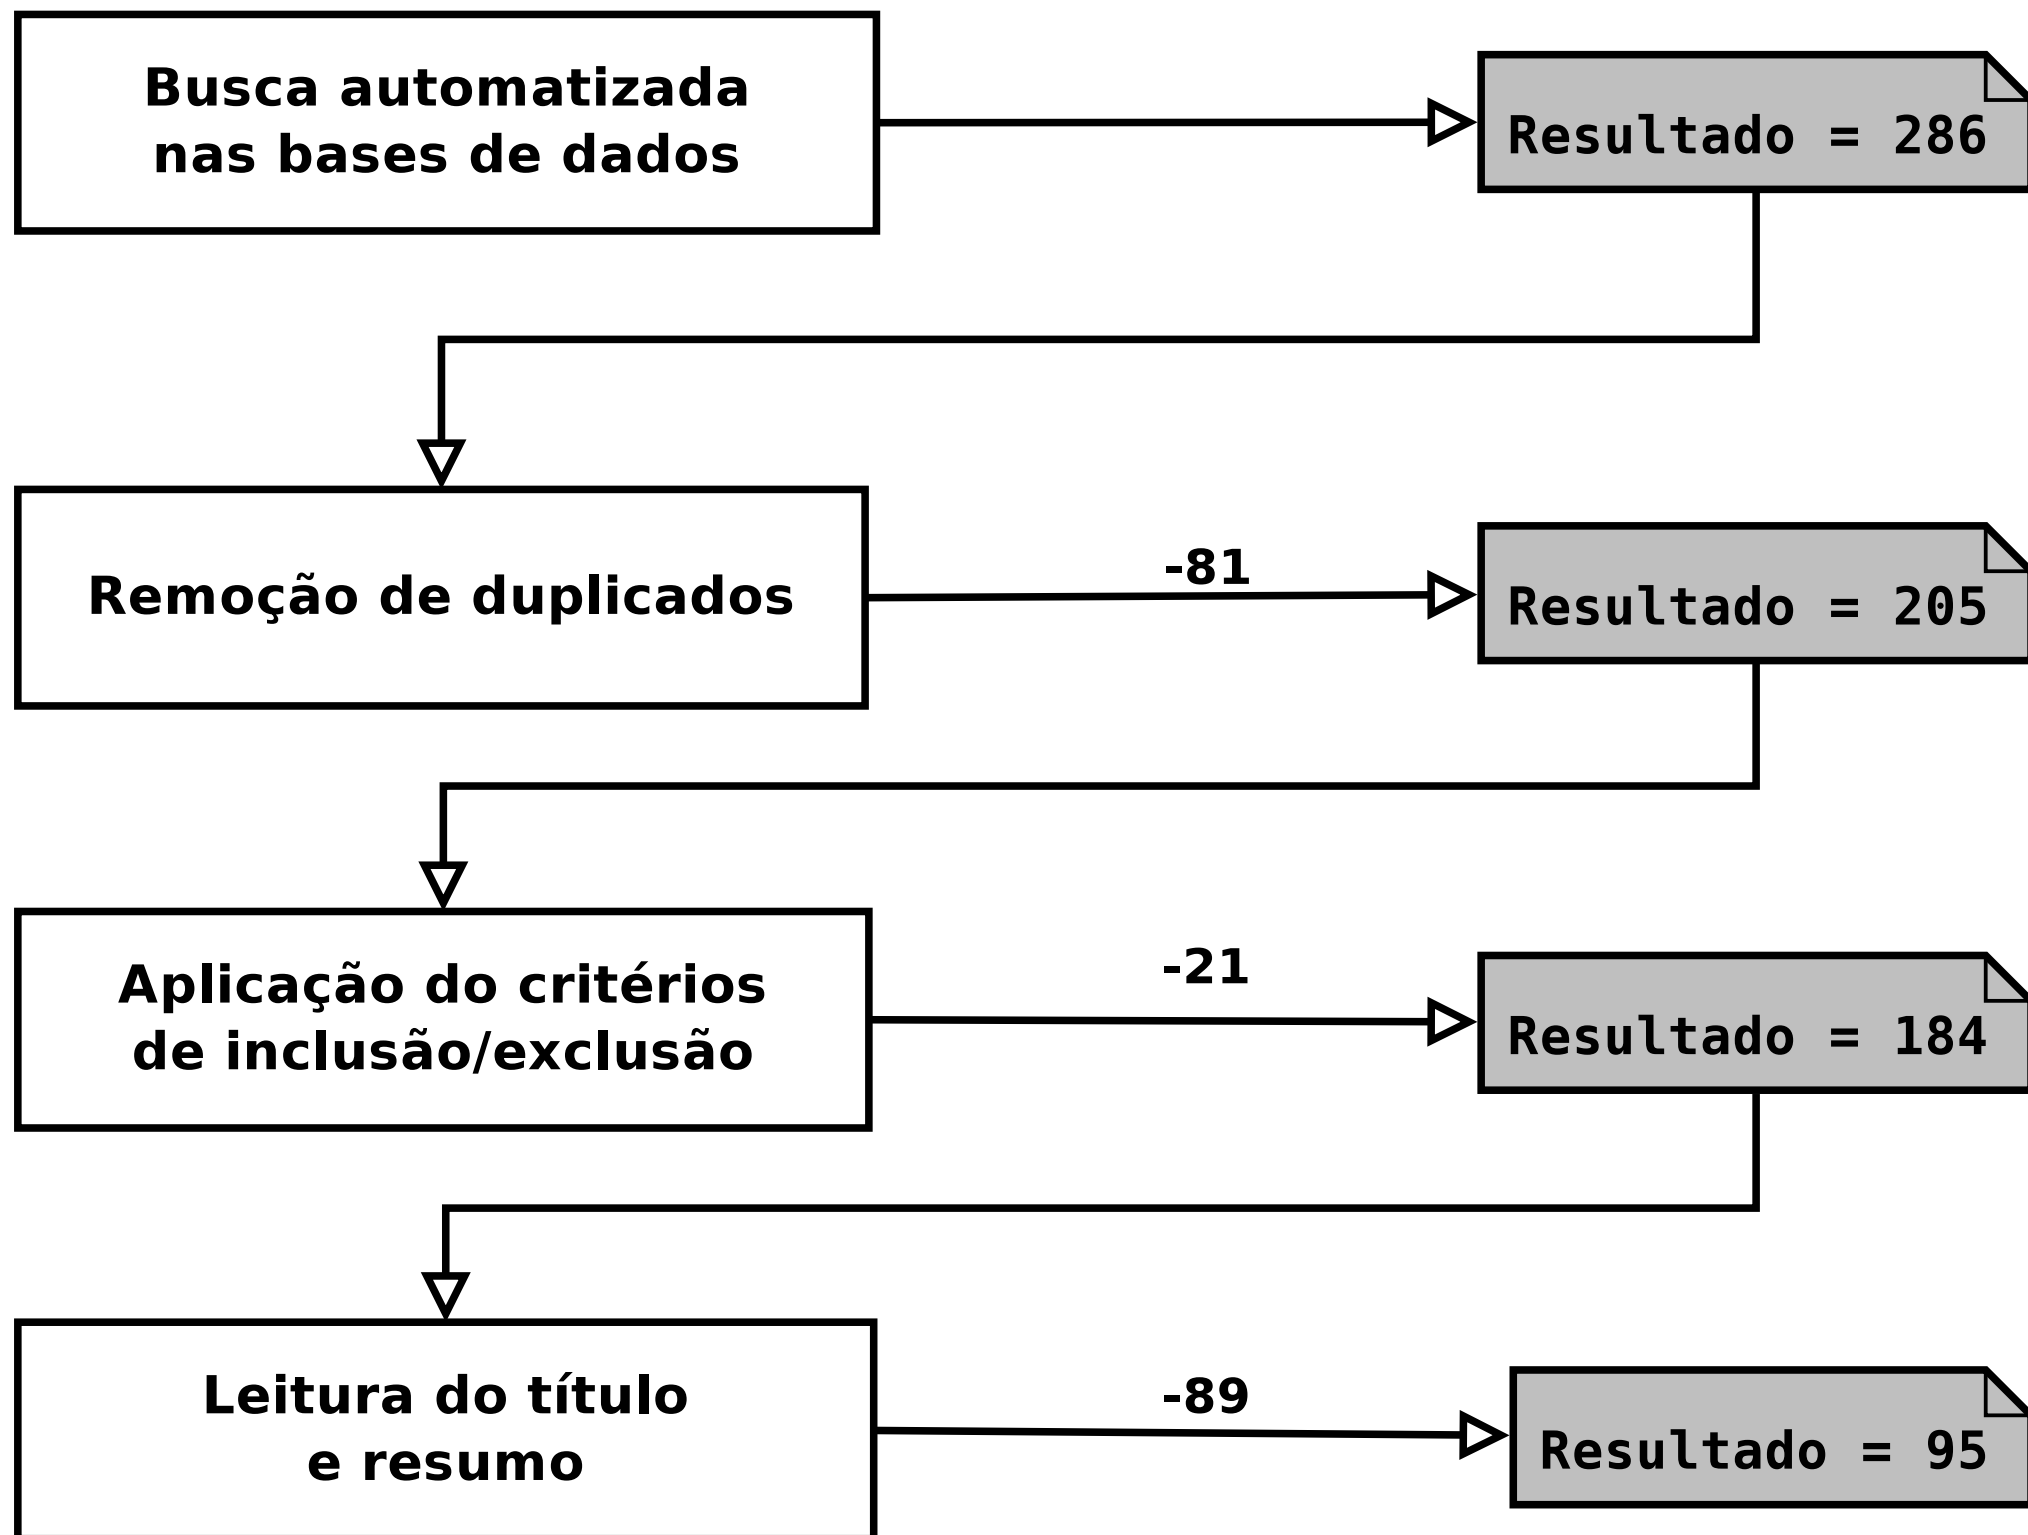 Busca automatizada
nas bases de dados
Resultado = 286
Remoção de duplicados
-81
Resultado = 205
Aplicação do critérios
de inclusão/exclusão
-21
Resultado = 184
Leitura do título
e resumo
-89
Resultado = 95